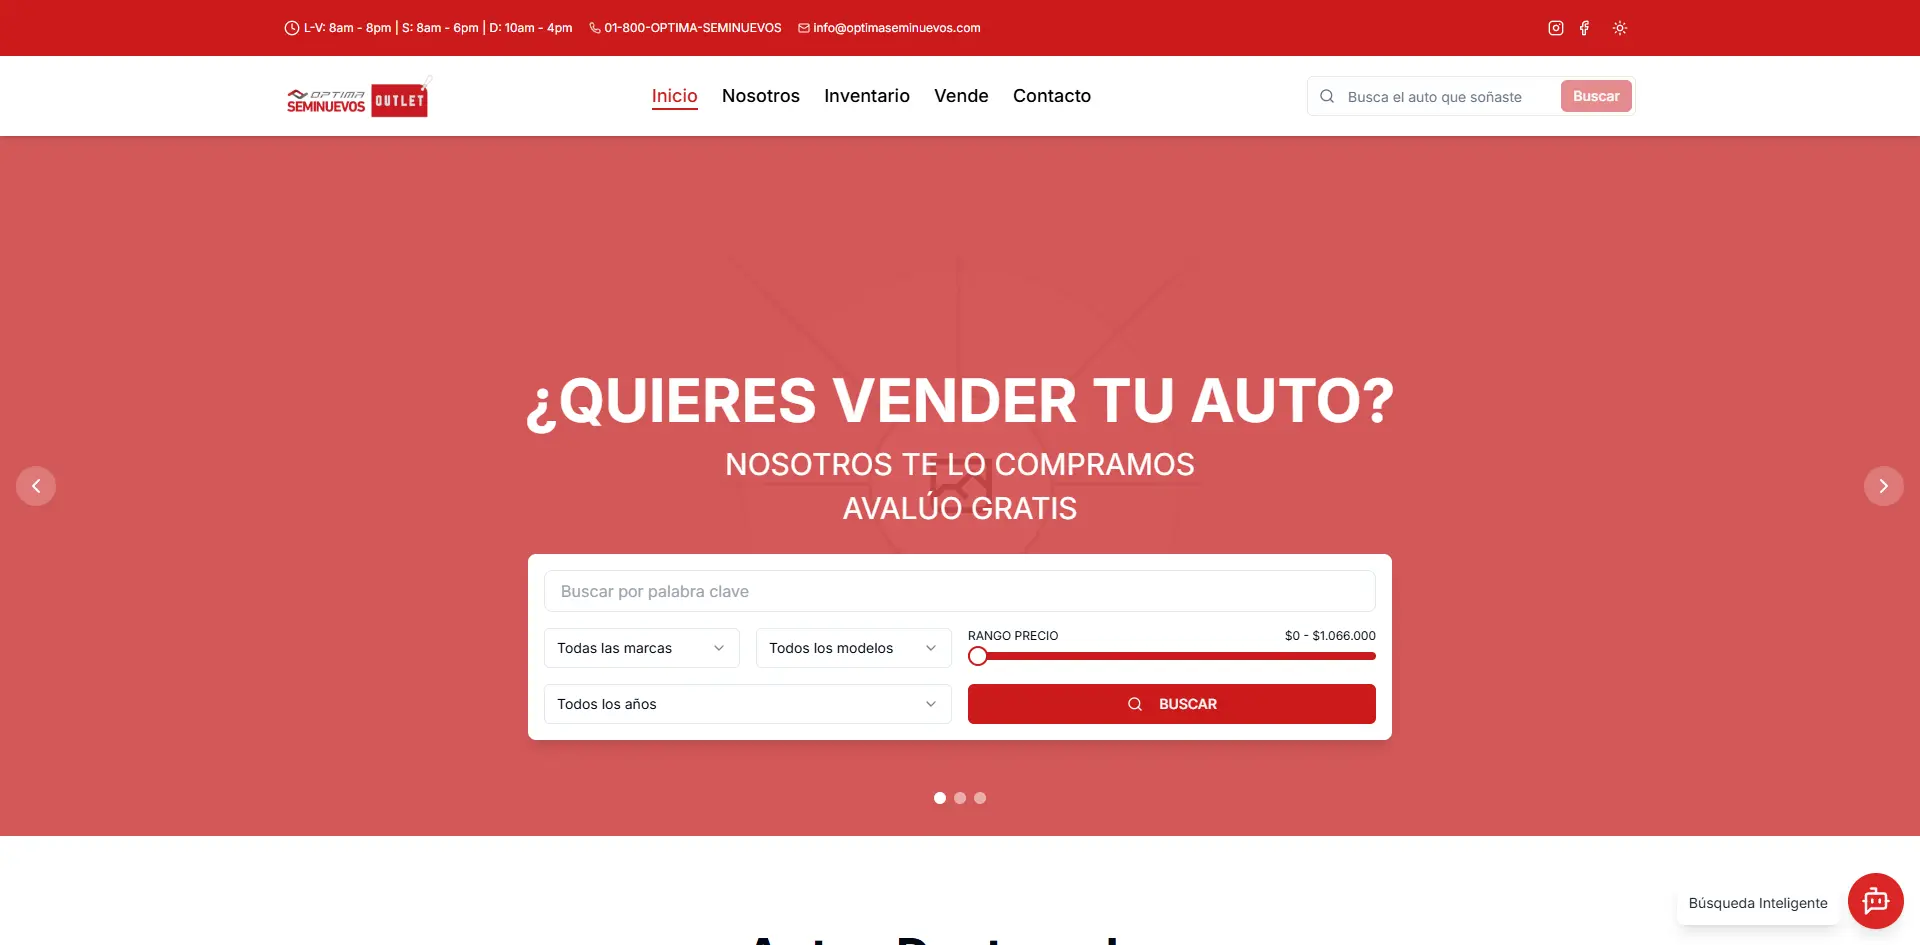 L-V: 8am - 8pm | S: 8am - 6pm | D: 10am - 4pm
01-800-OPTIMA-SEMINUEVOS
info@optimaseminuevos.com
OPTIMA
SEMINUEVOS
OUTLET
Inicio
Nosotros
Inventario
Vende
Contacto
Busca el auto que soñaste
Buscar
¿QUIERES VENDER TU AUTO?
NOSOTROS TE LO COMPRAMOS
AVALÚO GRATIS
Buscar por palabra clave
Todas las marcas
Todos los modelos
RANGO PRECIO
$0 - $1.066.000
Todos los años
BUSCAR
Búsqueda Inteligente